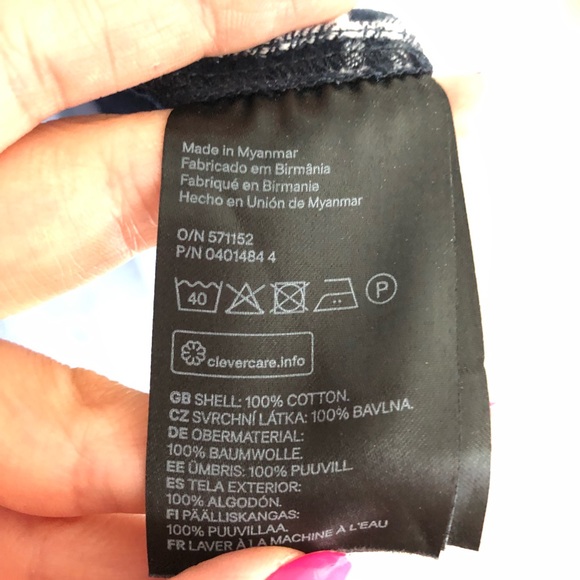 Made in Myanmar
Fabricado em Birmânia
Fabriqué en Birmanie
Hecho en Unión de Myanmar
O/N 571152
P/N 0401484 4
40
P
clevercare.info
GB SHELL: 100% COTTON.
CZ SVRCHNÍ LÁTKA: 100% BAVLNA.
DE OBERMATERIAL:
100% BAUMWOLLE.
EE ÜMBRIS: 100% PUUVILL.
ES TELA EXTERIOR:
100% ALGODÓN.
FI PÄÄLLISKANGAS:
100% PUUVILLAA.
FR LAVER À LA MACHINE À L'EAU